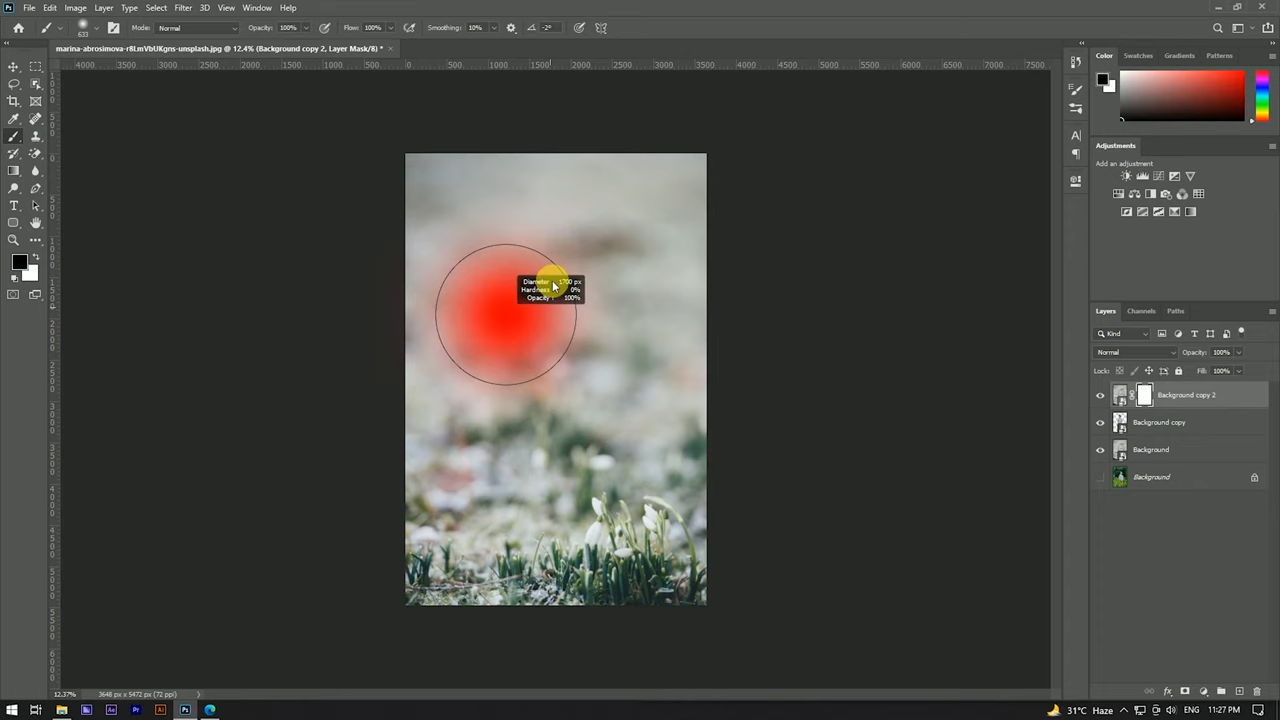 File Edit Image Layer Type Select Filter 3D View Window Help
633 Mode: Normal Opacity: 100% Flow: 100% Smoothing: 10% -2°
marina-abrosimova-r8LmVbUKgns-unsplash.jpg @ 12.4% (Background copy 2, Layer Mask/8) *
4000 3500 3000 2500 2000 1500 1000 500 0 500 1000 1500 2000 2500 3000 3500 4000 4500 5000 5500 6000 6500 7000 7500
Color Swatches Gradients Patterns
Adjustments
Add an adjustment
Diameter: 1700 px
Hardness: 0%
Opacity: 100%
Layers Channels Paths
Kind
Normal Opacity: 100%
Lock: Fill: 100%
Background copy 2
Background copy
Background
Background
12.37% 3648 px x 5472 px (72 ppi)
31°C Haze ENG 11:27 PM